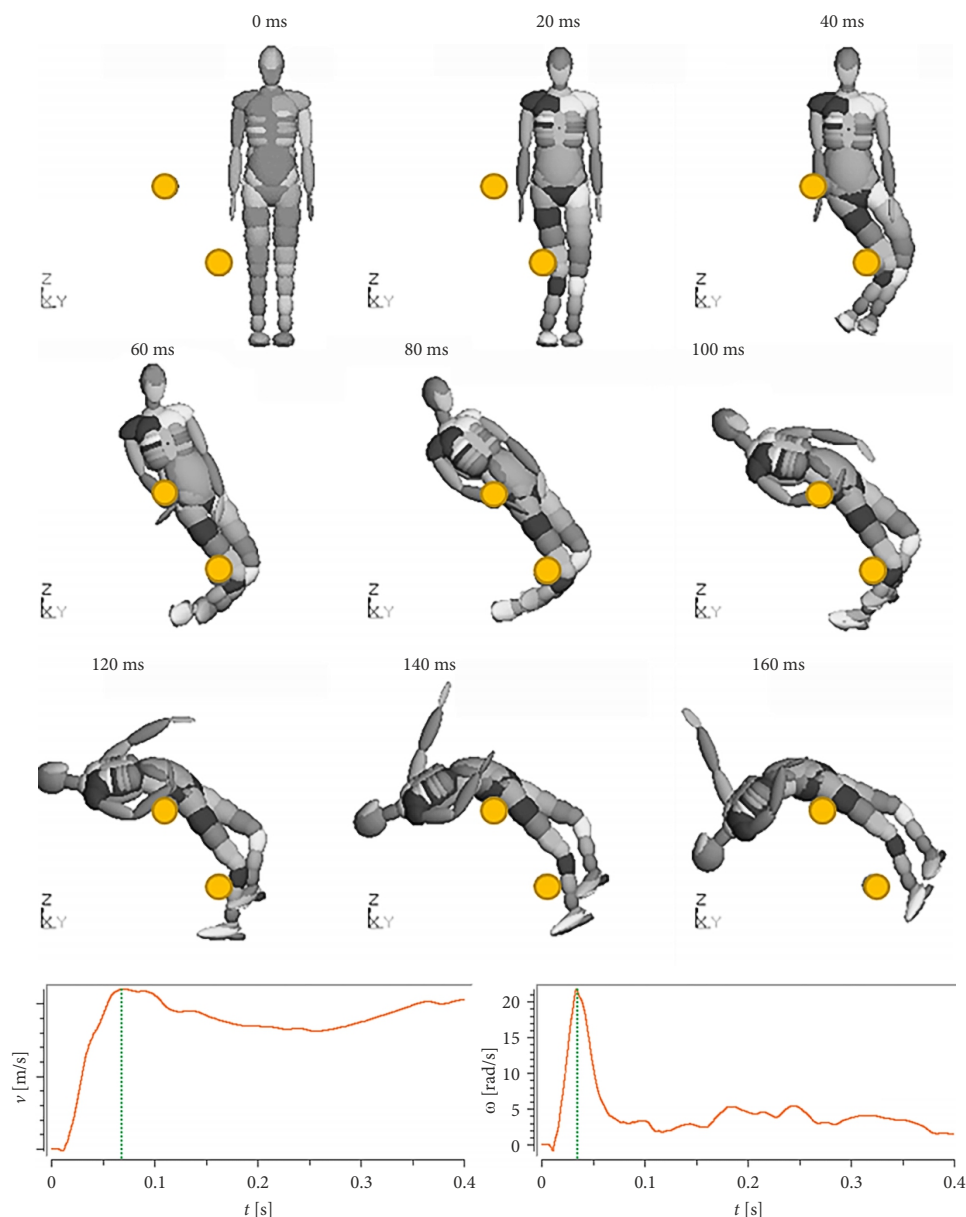 0 ms 20 ms 40 ms
Z Z Z
X Y X Y X Y
60 ms 80 ms 100 ms
Z Z Z
X Y X Y X Y
120 ms 140 ms 160 ms
Z Z Z
X Y X Y X Y
v [m/s]
0 0.1 0.2 0.3 0.4
t [s]
ω [rad/s]
20
15
10
5
0
0 0.1 0.2 0.3 0.4
t [s]